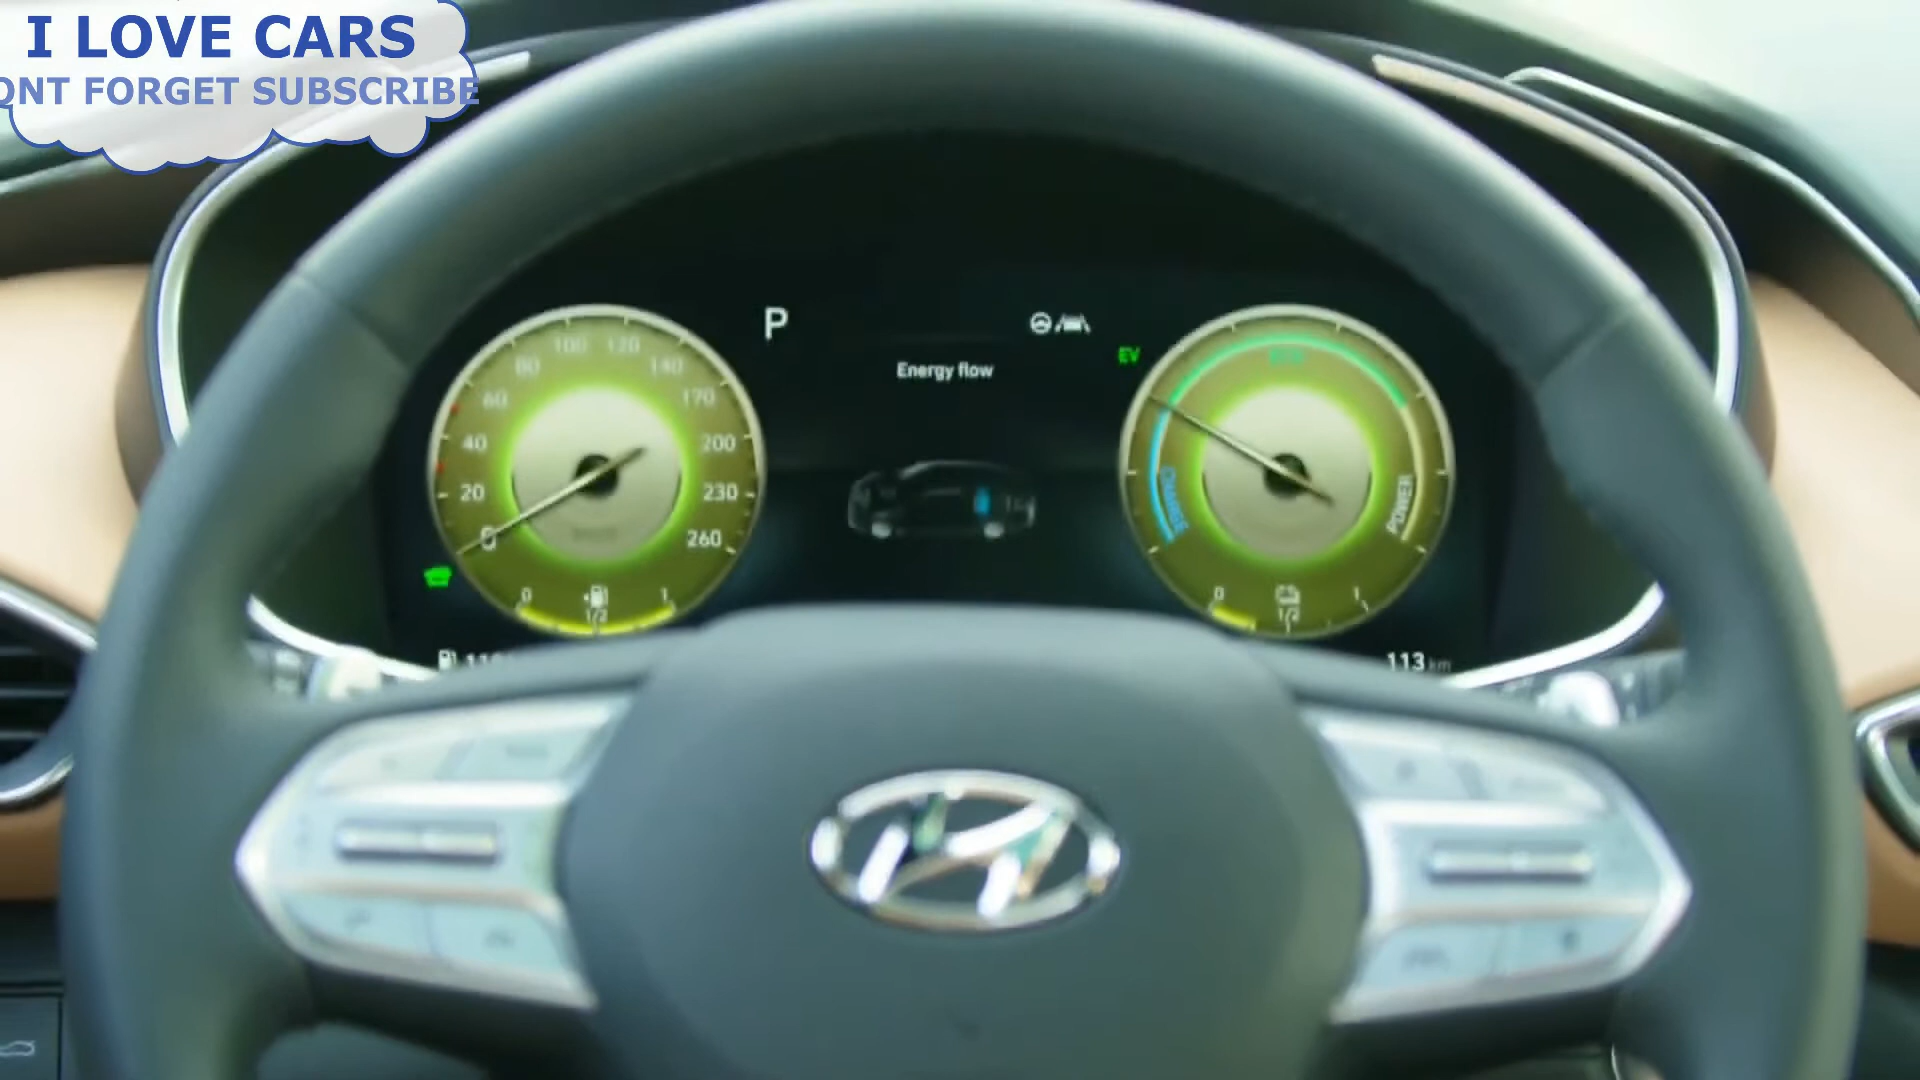 I LOVE CARS
ONT FORGET SUBSCRIBE
P
EV
Energy flow
0
20
40
60
80
100
120
140
170
200
230
260
0
1/2
1
CHARGE
ECO
POWER
0
1/2
1
113 km